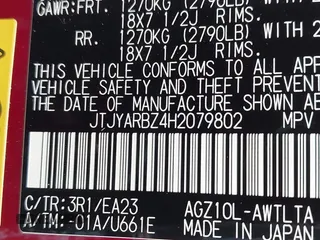 GAWR:FRT. 1270KG (2790LB) WITH 2
18X7 1/2J RIMS.
RR. 1270KG (2790LB) WITH 2
18X7 1/2J RIMS,
THIS VEHICLE CONFORMS TO ALL APP
VEHICLE SAFETY AND THEFT
THE DATE OF MANUFACTURE SHOWN AB
JTJYARBZ4H2079802 MPV
C/TR:3R1/EA23 AGZ10L-AWTLTA
A/TM:-01A/U661E
MADE IN JAPAN